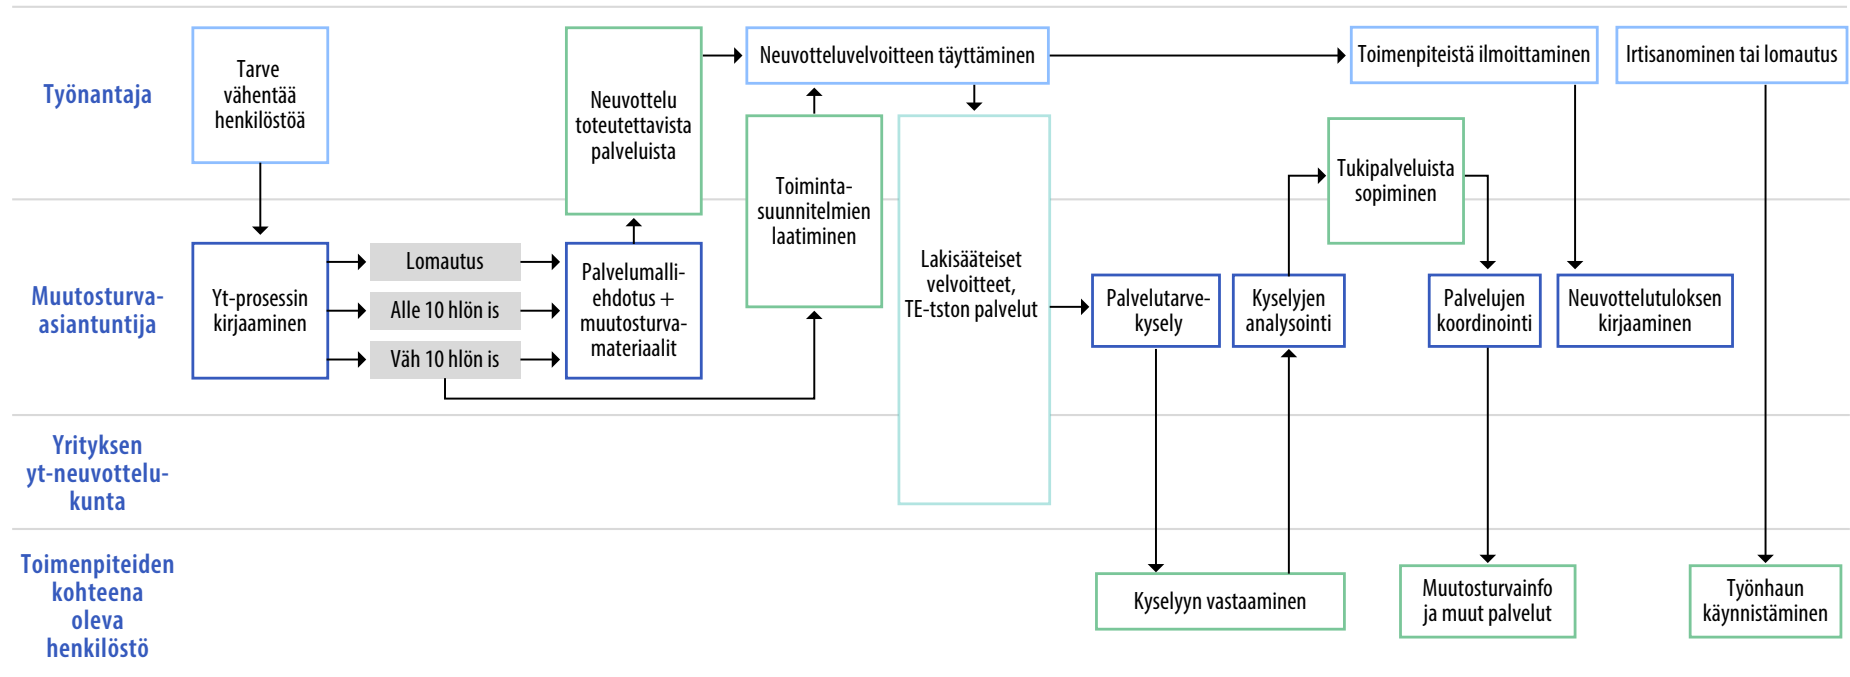 Työnantaja
Tarve
vähentää
henkilöstöä
Neuvottelu
toteutettavista
palveluista
Neuvotteluvelvoitteen täyttäminen
Toimenpiteistä ilmoittaminen
Irtisanominen tai lomautus
Toiminta-
suunnitelmien
laatiminen
Tukipalveluista
sopiminen
Muutosturva-
asiantuntija
Yt-prosessin
kirjaaminen
Lomautus
Alle 10 hlön is
Väh 10 hlön is
Palvelumalli-
ehdotus +
muutosturva-
materiaalit
Lakisääteiset
velvoitteet,
TE-tston palvelut
Palvelutarve-
kysely
Kyselyjen
analysointi
Palvelujen
koordinointi
Neuvottelutuloksen
kirjaaminen
Yrityksen
yt-neuvottelu-
kunta
Toimenpiteiden
kohteena
oleva
henkilöstö
Kyselyyn vastaaminen
Muutosturvainfo
ja muut palvelut
Työnhaun
käynnistäminen